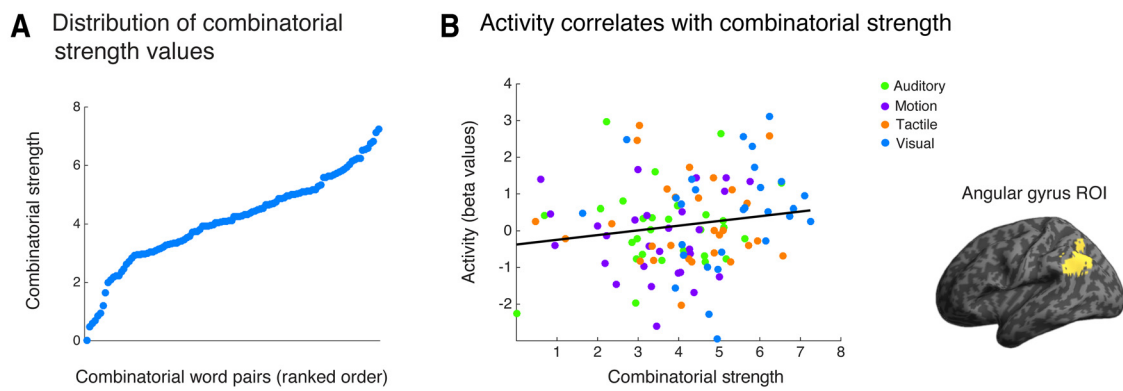 A Distribution of combinatorial
strength values
8
6
4
2
0
Combinatorial strength
Combinatorial word pairs (ranked order)
B Activity correlates with combinatorial strength
4
3
2
1
0
-1
-2
Activity (beta values)
1 2 3 4 5 6 7 8
Combinatorial strength
Auditory
Motion
Tactile
Visual
Angular gyrus ROI